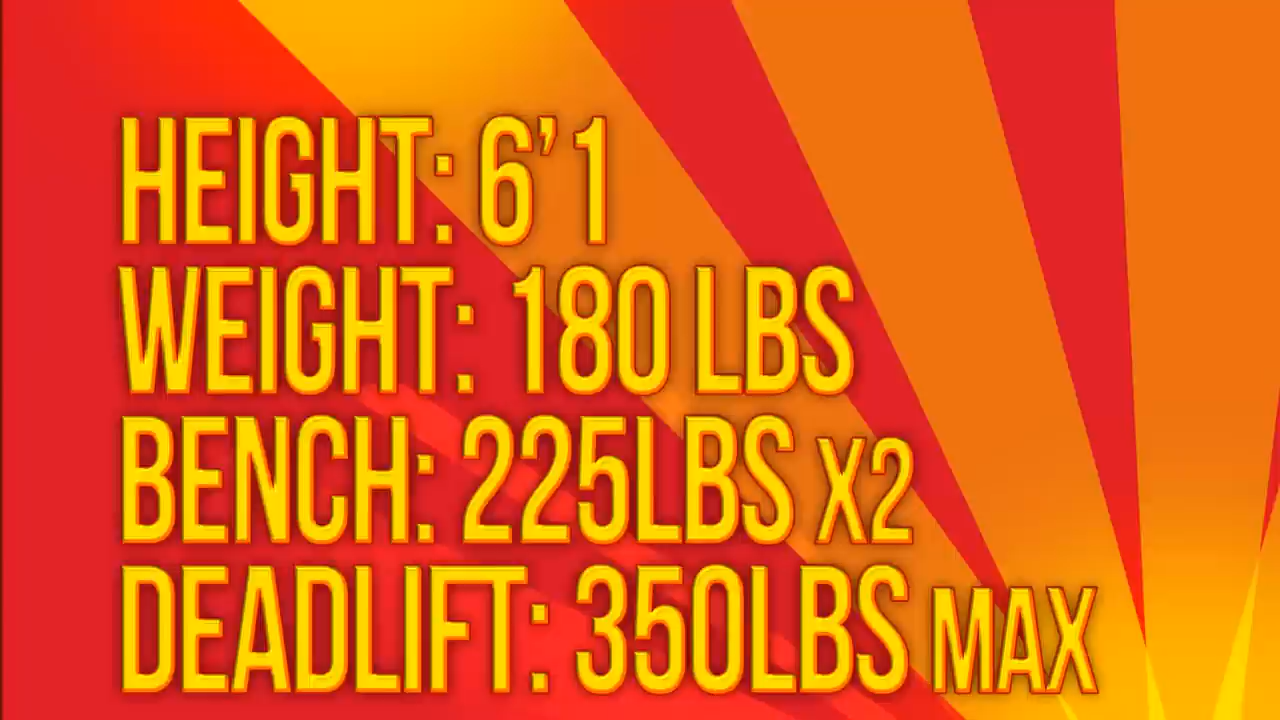 HEIGHT: 6'1
WEIGHT: 180 LBS
BENCH: 225LBS X2
DEADLIFT: 350LBS MAX